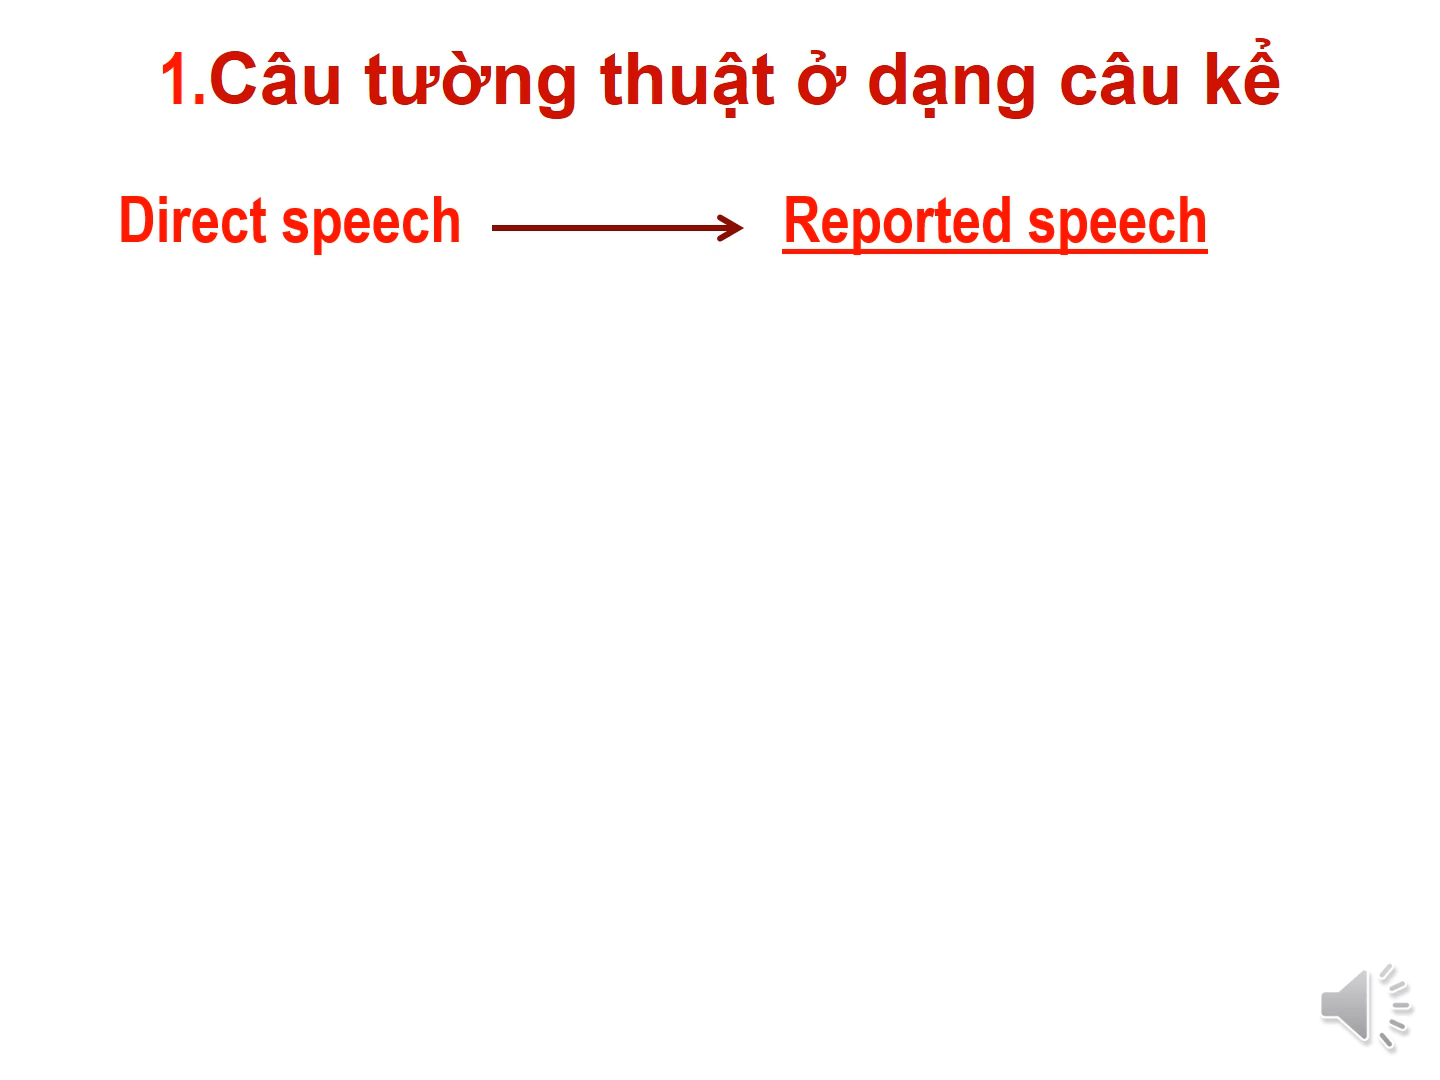 1.Câu tường thuật ở dạng câu kể
Direct speech Reported speech